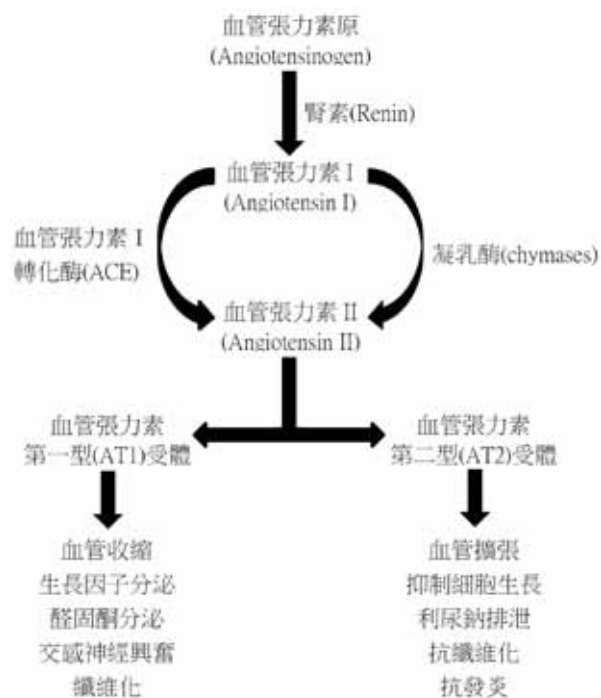 血管張力素原
(Angiotensinogen)
腎素(Renin)
血管張力素 I
(Angiotensin I)
血管張力素 I
轉化酶(ACE)
凝乳酶(chymases)
血管張力素 II
(Angiotensin II)
血管張力素
第一型(AT1)受體
血管張力素
第二型(AT2)受體
血管收縮
生長因子分泌
醛固酮分泌
交感神經興奮
纖維化
血管擴張
抑制細胞生長
利尿鈉排泄
抗纖維化
抗發炎